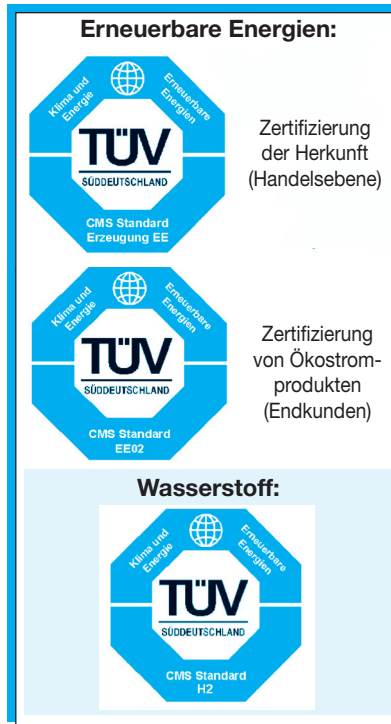 Erneuerbare Energien:
Klima und
Energie
Erneuerbare
Energien
TÜV
SÜDDEUTSCHLAND
CMS Standard
Erzeugung EE
Zertifizierung
der Herkunft
(Handelsebene)
Klima und
Energie
Erneuerbare
Energien
TÜV
SÜDDEUTSCHLAND
CMS Standard
EE02
Zertifizierung
von Ökostrom-
produkten
(Endkunden)
Wasserstoff:
Klima und
Energie
Erneuerbare
Energien
TÜV
SÜDDEUTSCHLAND
CMS Standard
H2